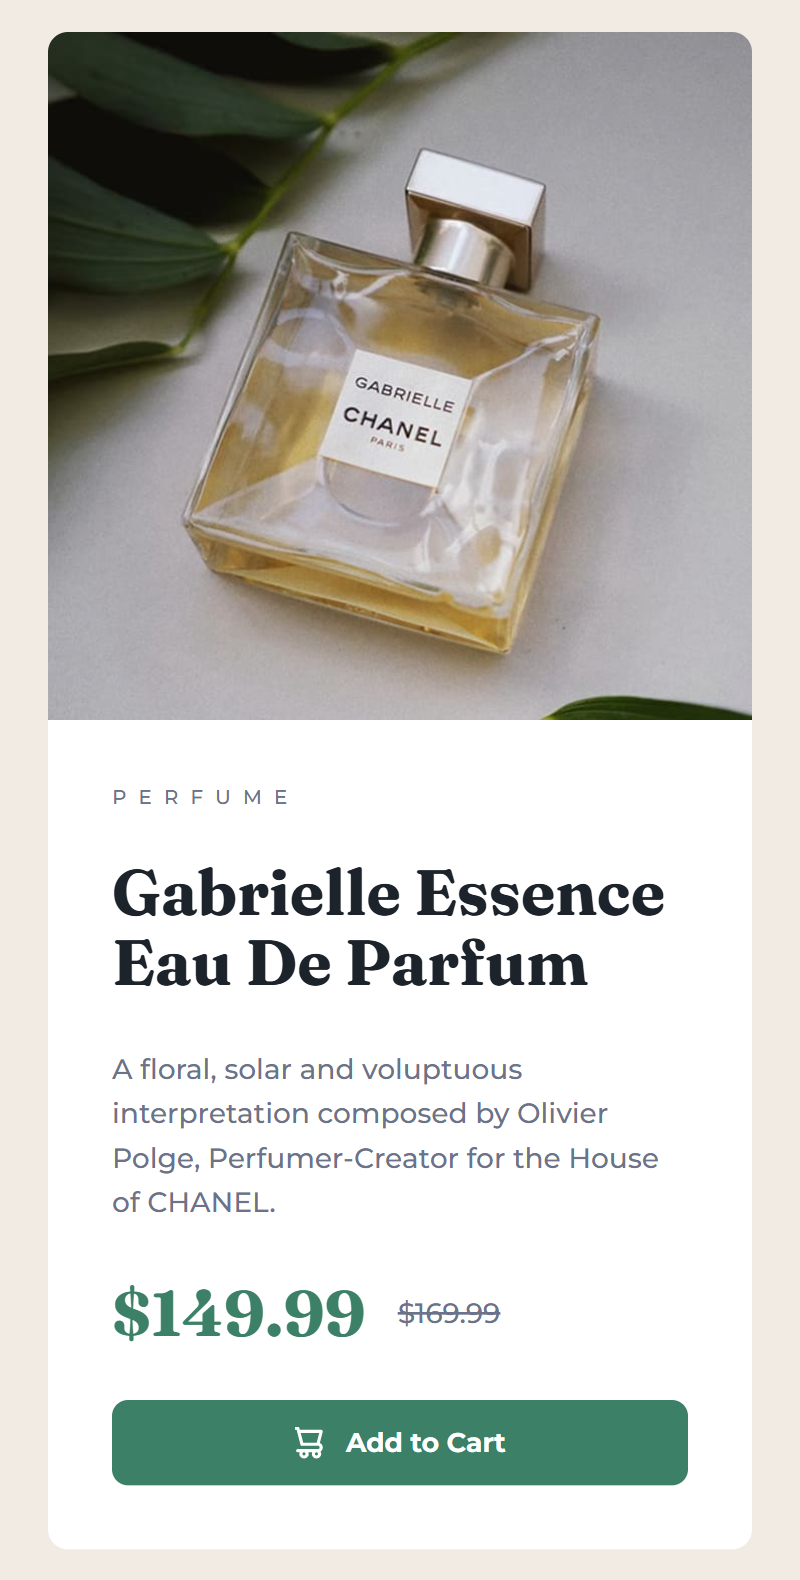 GABRIELLE
CHANEL
PARIS
PERFUME
Gabrielle Essence
Eau De Parfum
A floral, solar and voluptuous
interpretation composed by Olivier
Polge, Perfumer-Creator for the House
of CHANEL.
$149.99 $169.99
Add to Cart